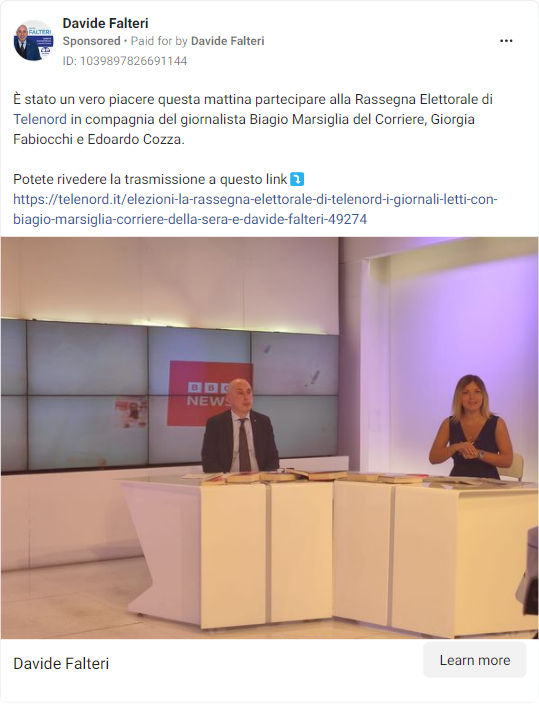 Davide Falteri
Sponsored • Paid for by Davide Falteri
ID: 1039897826691144
FALTERI
È stato un vero piacere questa mattina partecipare alla Rassegna Elettorale di
Telenord in compagnia del giornalista Biagio Marsiglia del Corriere, Giorgia
Fabiocchi e Edoardo Cozza.
Potete rivedere la trasmissione a questo link⤵️
https://telenord.it/elezioni-la-rassegna-elettorale-di-telenord-i-giornali-letti-con-
biagio-marsiglia-corriere-della-sera-e-davide-falteri-49274
BBC
NEWS
Davide Falteri
Learn more